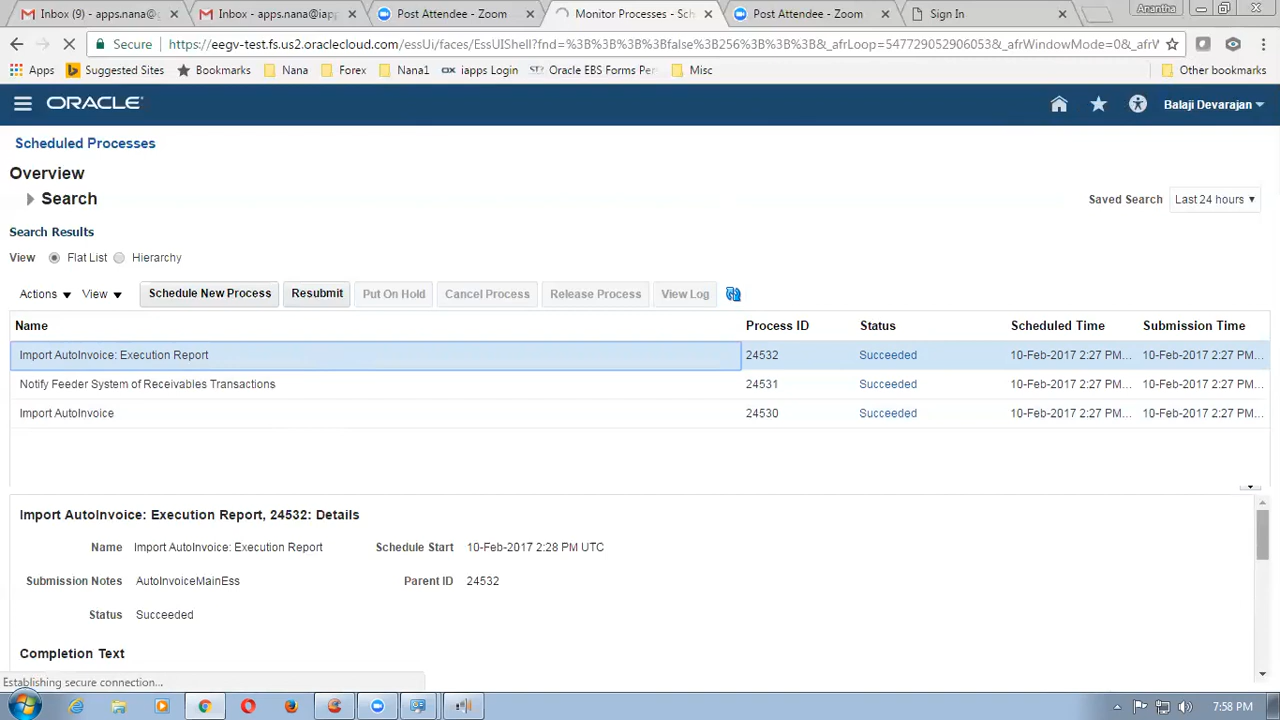 Inbox (9) - apps.nana@g
Inbox - apps.nana@iapp
Post Attendee - Zoom
Monitor Processes - Sch
Post Attendee - Zoom
Sign In
Anantha
Secure https://eegv-test.fs.us2.oraclecloud.com/essUi/faces/EssUIShell?fnd=%3B%3B%3B%3Bfalse%3B256%3B%3B%3B&_afrLoop=547729052906053&_afrWindowMode=0&_afrW
Apps Suggested Sites Bookmarks Nana Forex Nana1 iapps Login Oracle EBS Forms Per Misc Other bookmarks
ORACLE
Balaji Devarajan
Scheduled Processes
Overview
Search
Saved Search Last 24 hours
Search Results
View Flat List Hierarchy
Actions View Schedule New Process Resubmit Put On Hold Cancel Process Release Process View Log
Name Process ID Status Scheduled Time Submission Time
Import AutoInvoice: Execution Report 24532 Succeeded 10-Feb-2017 2:27 PM... 10-Feb-2017 2:27 PM...
Notify Feeder System of Receivables Transactions 24531 Succeeded 10-Feb-2017 2:27 PM... 10-Feb-2017 2:27 PM...
Import AutoInvoice 24530 Succeeded 10-Feb-2017 2:27 PM... 10-Feb-2017 2:27 PM...
Import AutoInvoice: Execution Report, 24532: Details
Name Import AutoInvoice: Execution Report Schedule Start 10-Feb-2017 2:28 PM UTC
Submission Notes AutoInvoiceMainEss Parent ID 24532
Status Succeeded
Completion Text
Establishing secure connection...
7:58 PM